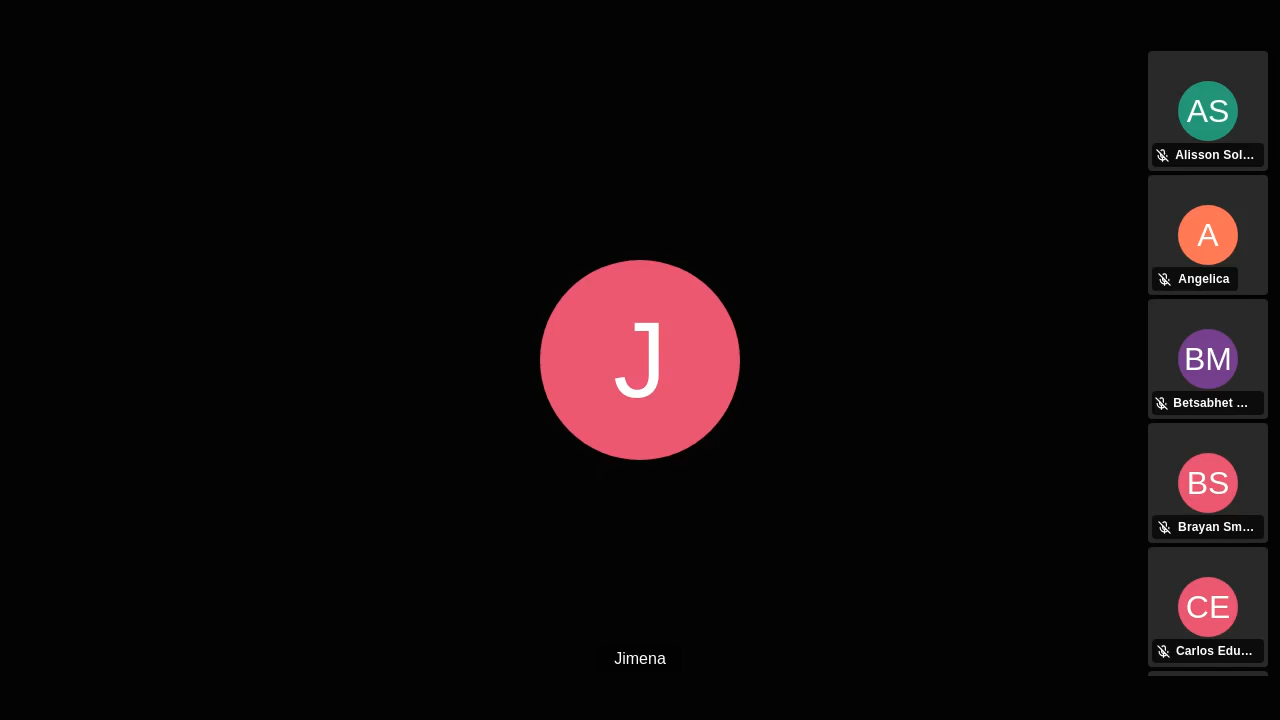 J
Jimena
AS
Alisson Sol...
A
Angelica
BM
Betsabhet ...
BS
Brayan Sm...
CE
Carlos Edu...